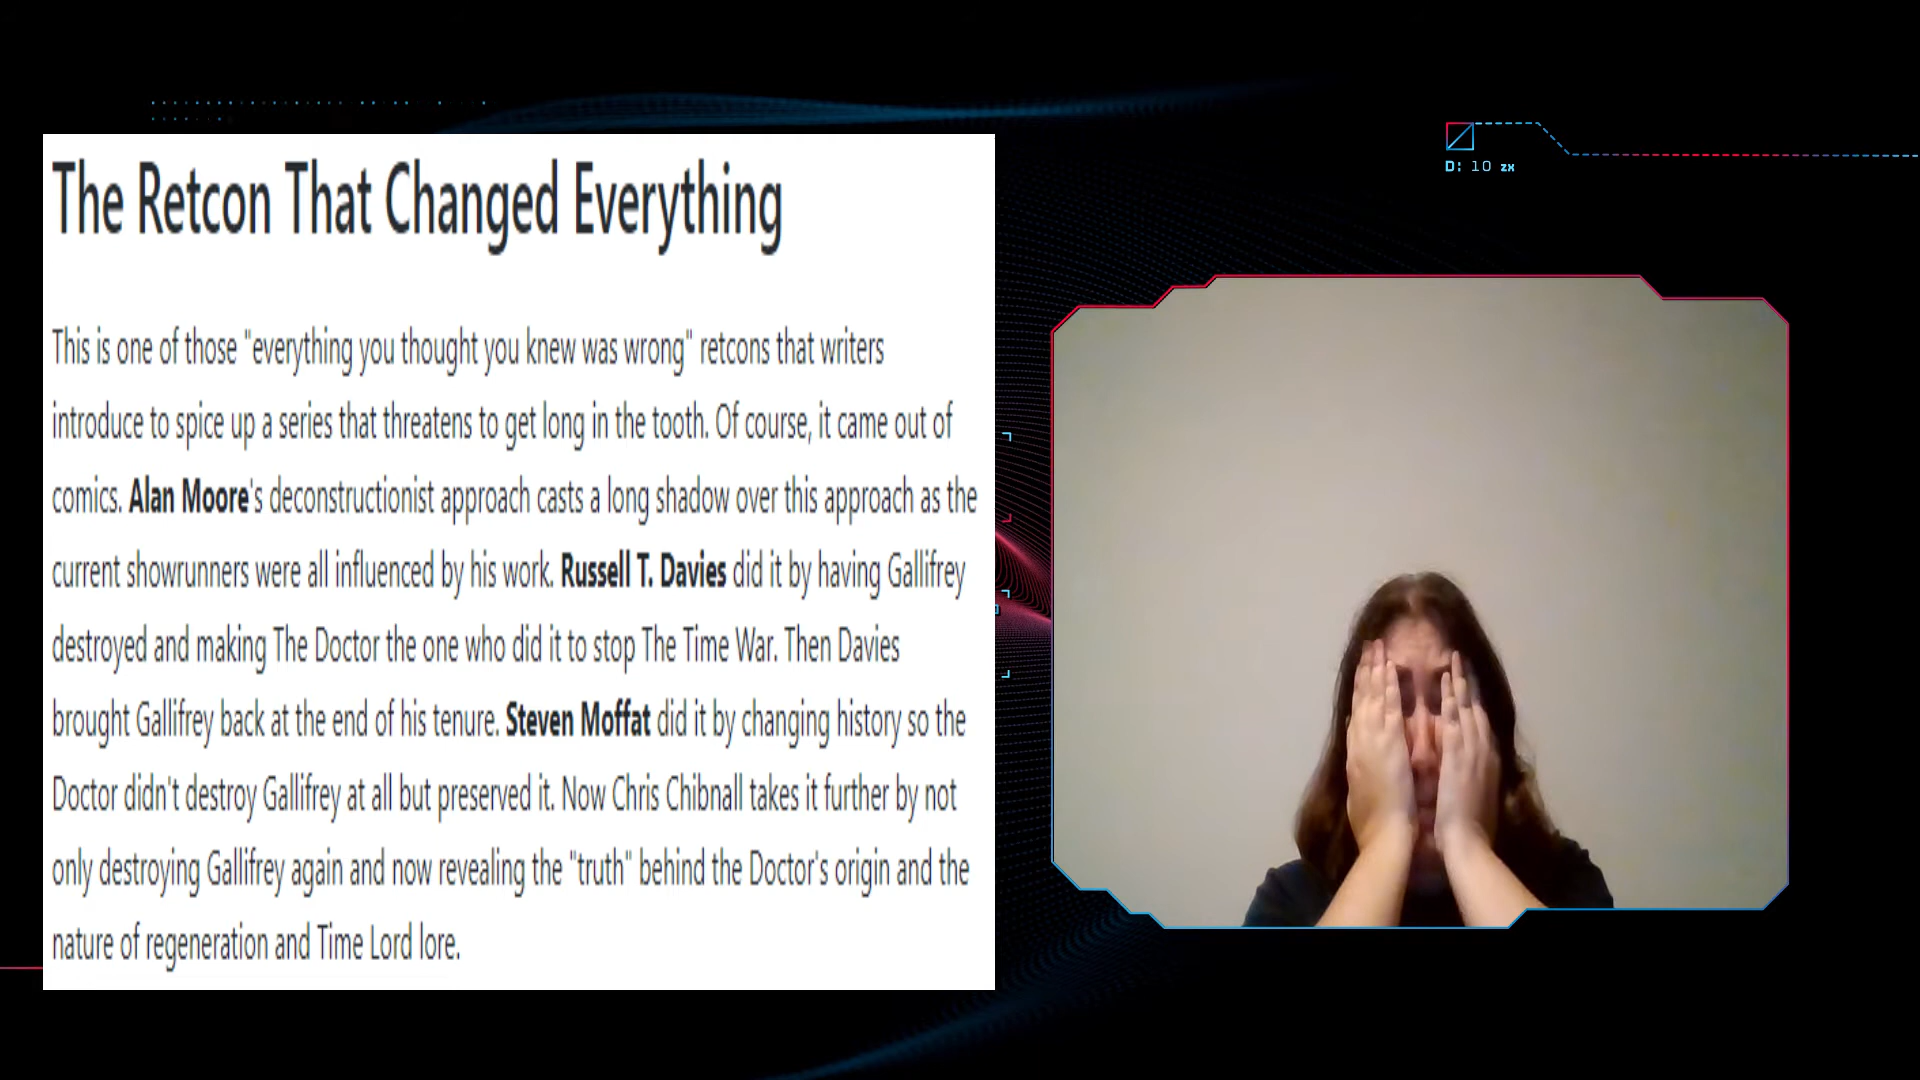 The Retcon That Changed Everything
This is one of those "everything you thought you knew was wrong" retcons that writers
introduce to spice up a series that threatens to get long in the tooth. Of course, it came out of
comics. Alan Moore's deconstructionist approach casts a long shadow over this approach as the
current showrunners were all influenced by his work. Russell T. Davies did it by having Gallifrey
destroyed and making The Doctor the one who did it to stop The Time War. Then Davies
brought Gallifrey back at the end of his tenure. Steven Moffat did it by changing history so the
Doctor didn't destroy Gallifrey at all but preserved it. Now Chris Chibnall takes it further by not
only destroying Gallifrey again and now revealing the "truth" behind the Doctor's origin and the
nature of regeneration and Time Lord lore.
D: 10 zx